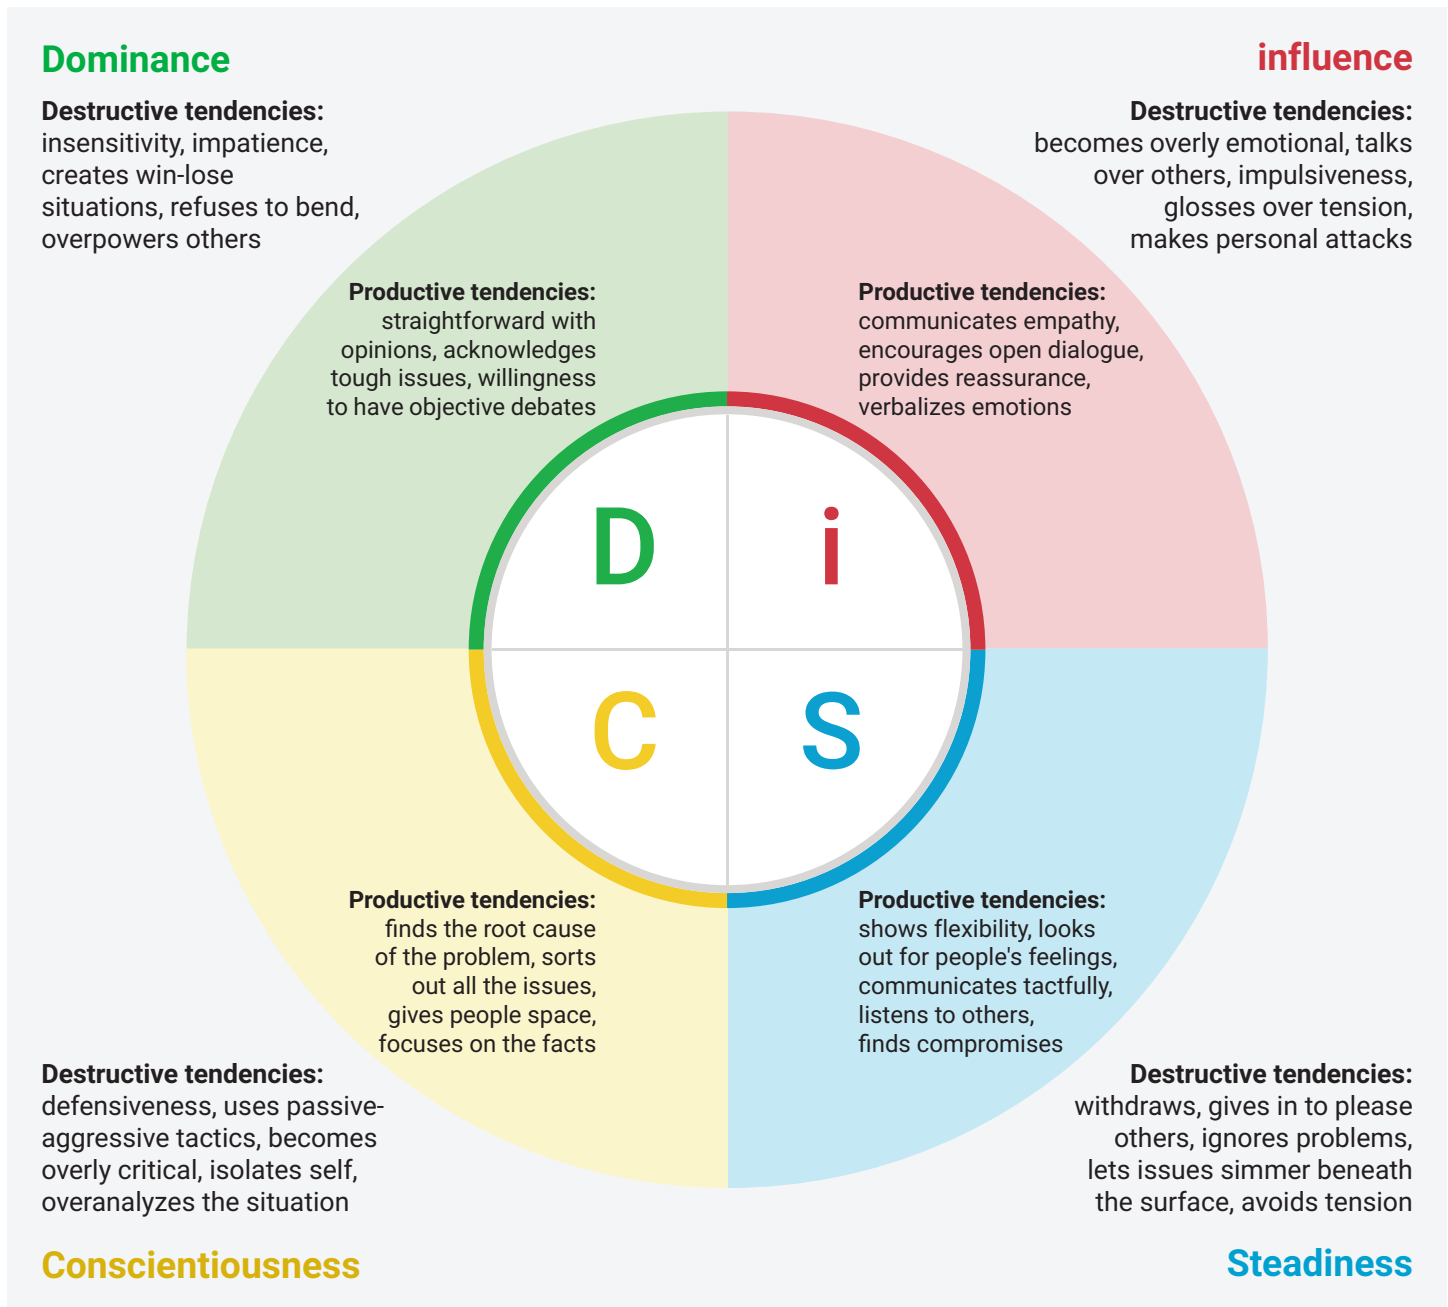 Dominance
Destructive tendencies:
insensitivity, impatience,
creates win-lose
situations, refuses to bend,
overpowers others
influence
Destructive tendencies:
becomes overly emotional, talks
over others, impulsiveness,
glosses over tension,
makes personal attacks
Productive tendencies:
straightforward with
opinions, acknowledges
tough issues, willingness
to have objective debates
Productive tendencies:
communicates empathy,
encourages open dialogue,
provides reassurance,
verbalizes emotions
D
i
C
S
Productive tendencies:
finds the root cause
of the problem, sorts
out all the issues,
gives people space,
focuses on the facts
Productive tendencies:
shows flexibility, looks
out for people's feelings,
communicates tactfully,
listens to others,
finds compromises
Destructive tendencies:
defensiveness, uses passive-
aggressive tactics, becomes
overly critical, isolates self,
overanalyzes the situation
Conscientiousness
Destructive tendencies:
withdraws, gives in to please
others, ignores problems,
lets issues simmer beneath
the surface, avoids tension
Steadiness